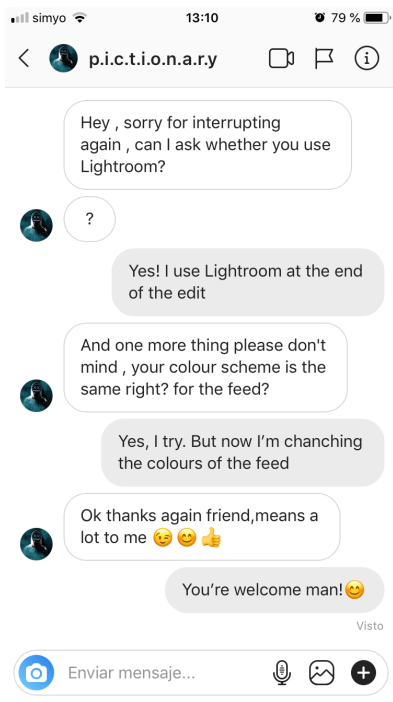 simyo 13:10 79 %
p.i.c.t.i.o.n.a.r.y
Hey , sorry for interrupting
again , can I ask whether you use
Lightroom?
?
Yes! I use Lightroom at the end
of the edit
And one more thing please don't
mind , your colour scheme is the
same right? for the feed?
Yes, I try. But now I’m chanching
the colours of the feed
Ok thanks again friend,means a
lot to me 😉 😊 👍
You’re welcome man!😊
Visto
Enviar mensaje...